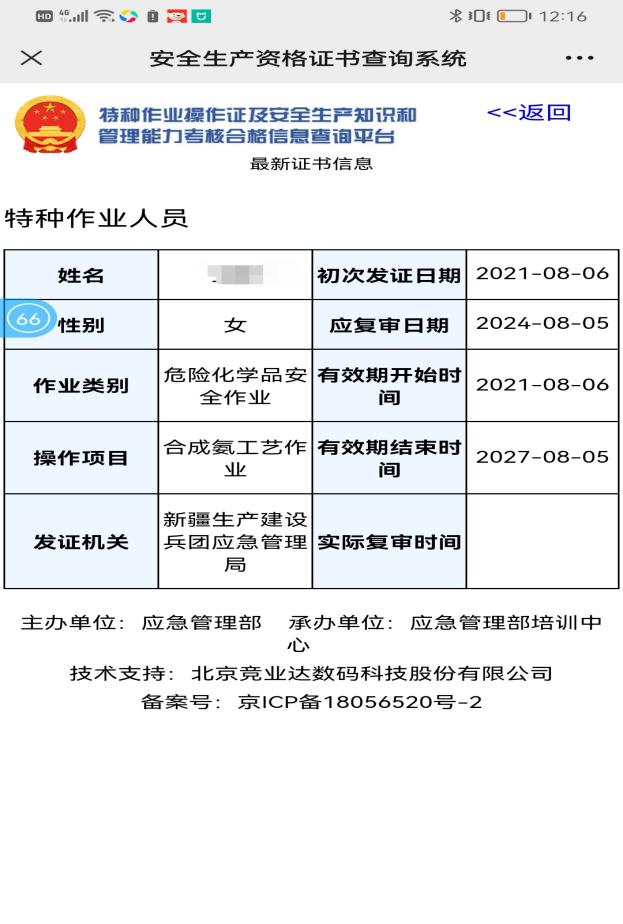 HD 4G 12:16
安全生产资格证书查询系统
特种作业操作证及安全生产知识和
管理能力考核合格信息查询平台
<<返回
最新证书信息
特种作业人员
姓名 初次发证日期 2021-08-06
66
性别 女 应复审日期 2024-08-05
作业类别 危险化学品安
全作业 有效期开始时
间 2021-08-06
操作项目 合成氨工艺作
业 有效期结束时
间 2027-08-05
发证机关 新疆生产建设
兵团应急管理
局 实际复审时间
主办单位：应急管理部 承办单位：应急管理部培训中
心
技术支持：北京竞业达数码科技股份有限公司
备案号：京ICP备18056520号-2